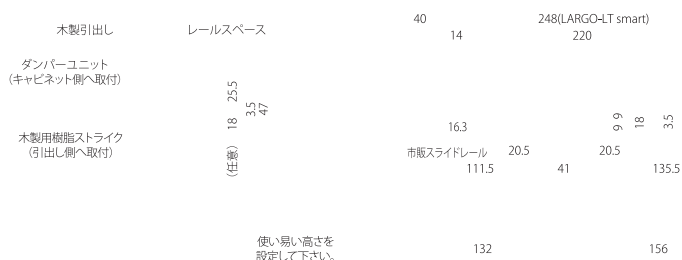 40
248(LARGO-LT smart)
木製引出し
レールスペース
14
220
ダンパーユニット
(キャビネット側へ取付)
25.5
3.5
47
18
16.3
9 9
18
3.5
木製用樹脂ストライク
(引出し側へ取付)
(任意)
市販スライドレール
20.5
20.5
111.5
41
135.5
使い易い高さを
設定して下さい。
132
156